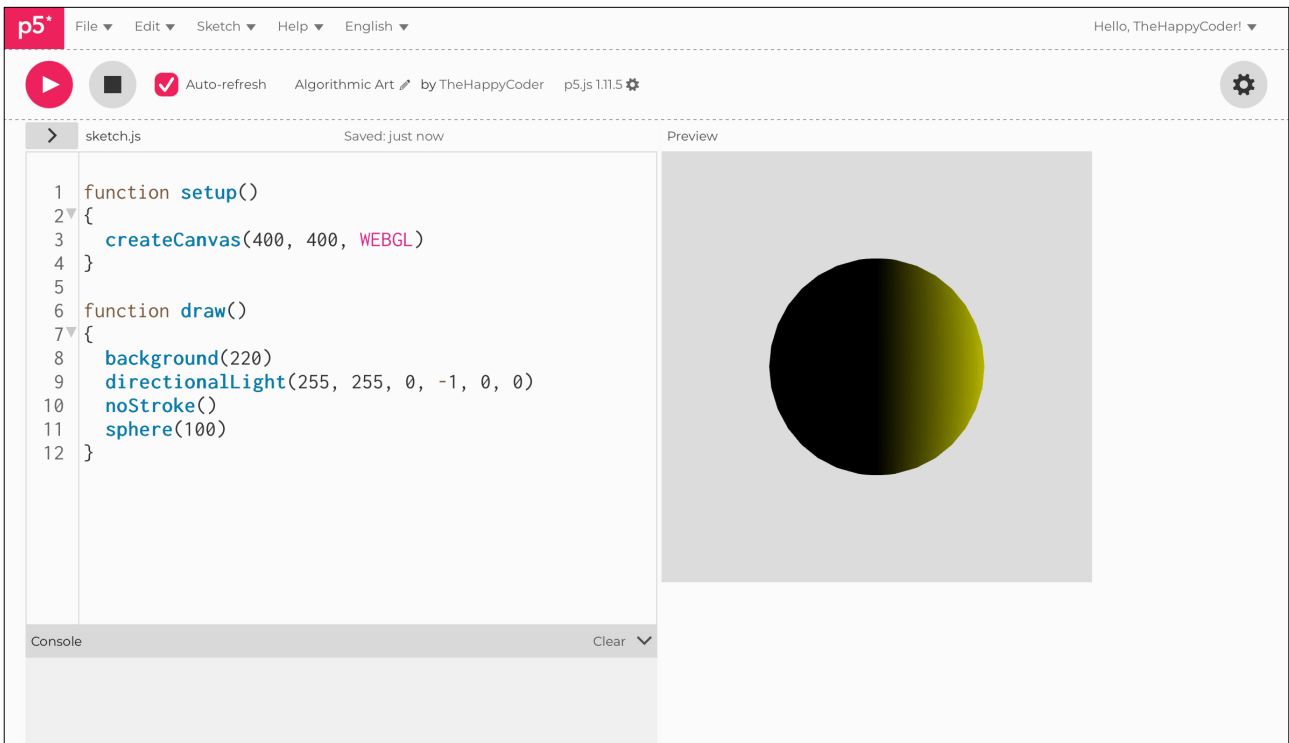 p5* File Edit Sketch Help English Hello, TheHappyCoder!
Auto-refresh Algorithmic Art by TheHappyCoder p5.js 1.11.5
sketch.js Saved: just now Preview
1 function setup()
2 {
3 createCanvas(400, 400, WEBGL)
4 }
5
6 function draw()
7 {
8 background(220)
9 directionalLight(255, 255, 0, -1, 0, 0)
10 noStroke()
11 sphere(100)
12 }
Console Clear